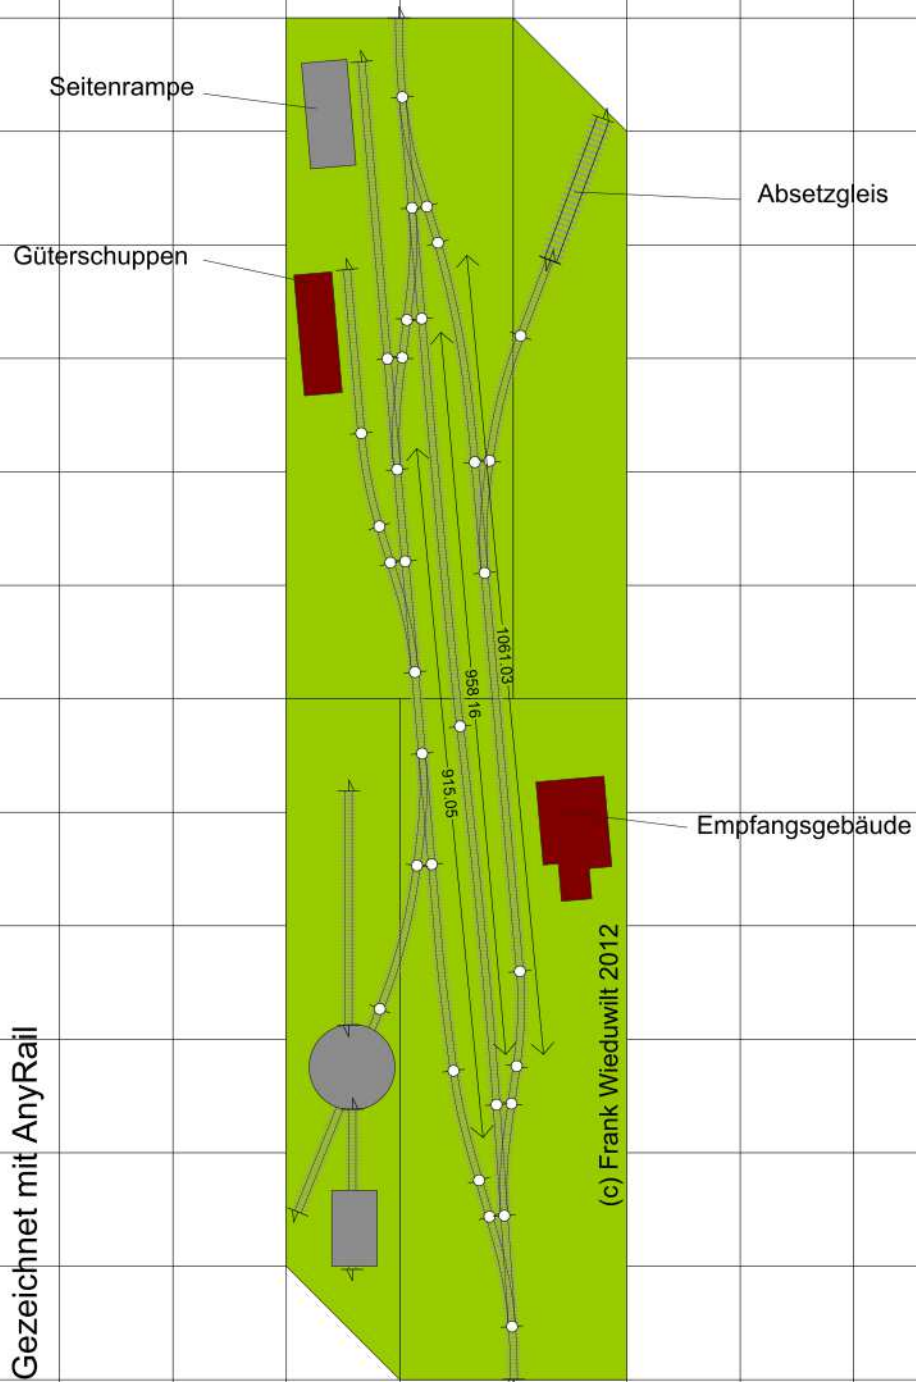 Seitenrampe
Absetzgleis
Güterschuppen
1061.03
958.16
915.05
Empfangsgebäude
(c) Frank Wieduwilt 2012
Gezeichnet mit AnyRail